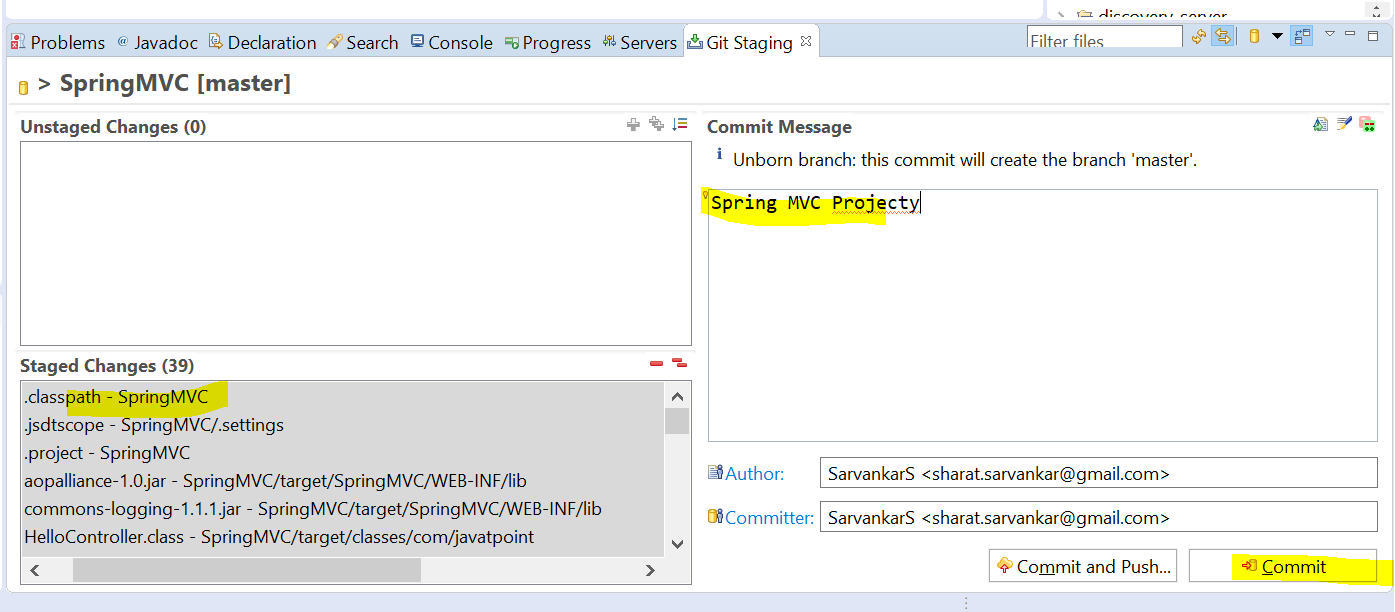 discovery-server
Problems @ Javadoc Declaration Search Console Progress Servers Git Staging Filter files
> SpringMVC [master]
Unstaged Changes (0)
Commit Message
Unborn branch: this commit will create the branch 'master'.
Spring MVC Projecty
Staged Changes (39)
.classpath - SpringMVC
.jsdtscope - SpringMVC/.settings
.project - SpringMVC
aopalliance-1.0.jar - SpringMVC/target/SpringMVC/WEB-INF/lib
commons-logging-1.1.1.jar - SpringMVC/target/SpringMVC/WEB-INF/lib
HelloController.class - SpringMVC/target/classes/com/javatpoint
Author: SarvankarS <sharat.sarvankar@gmail.com>
Committer: SarvankarS <sharat.sarvankar@gmail.com>
Commit and Push... Commit